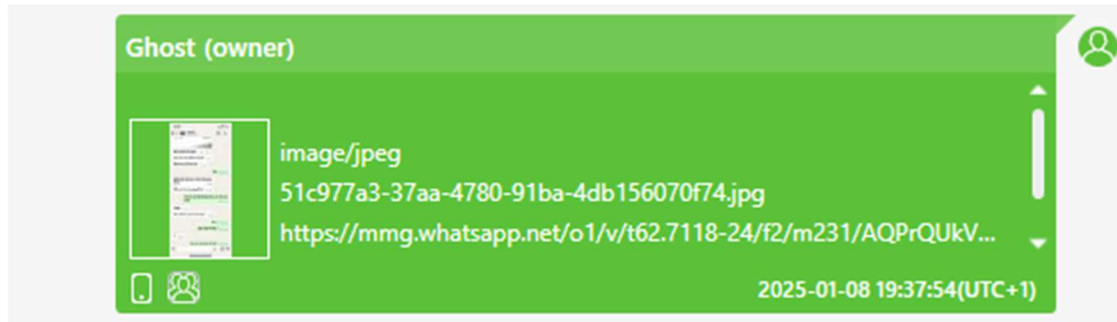 Ghost (owner)
image/jpeg
51c977a3-37aa-4780-91ba-4db156070f74.jpg
https://mmg.whatsapp.net/o1/v/t62.7118-24/f2/m231/AQPrQUkV...
2025-01-08 19:37:54(UTC+1)